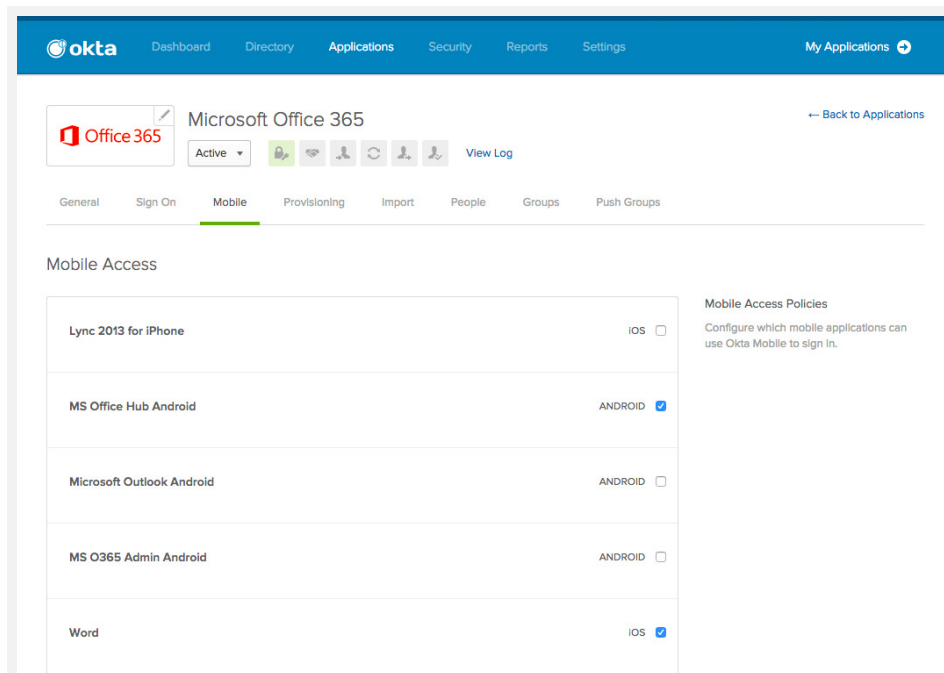 okta Dashboard Directory Applications Security Reports Settings My Applications
Office 365
Microsoft Office 365
← Back to Applications
Active
View Log
General Sign On Mobile Provisioning Import People Groups Push Groups
Mobile Access
Lync 2013 for iPhone iOS
MS Office Hub Android ANDROID
Microsoft Outlook Android ANDROID
MS O365 Admin Android ANDROID
Word iOS
Mobile Access Policies
Configure which mobile applications can
use Okta Mobile to sign in.